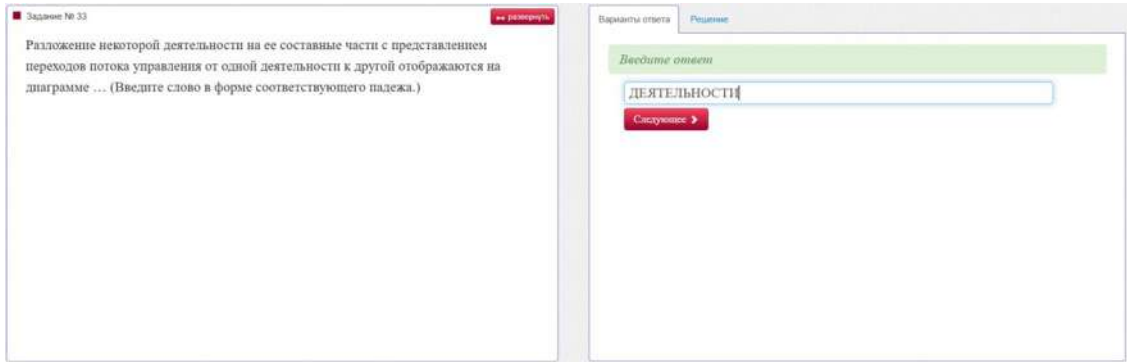 Задание № 33
развернуть
Разложение некоторой деятельности на ее составные части с представлением
переходов потока управления от одной деятельности к другой отображаются на
диаграмме … (Введите слово в форме соответствующего падежа.)
Варианты ответа
Решение
Введите ответ
ДЕЯТЕЛЬНОСТИ
Следующее